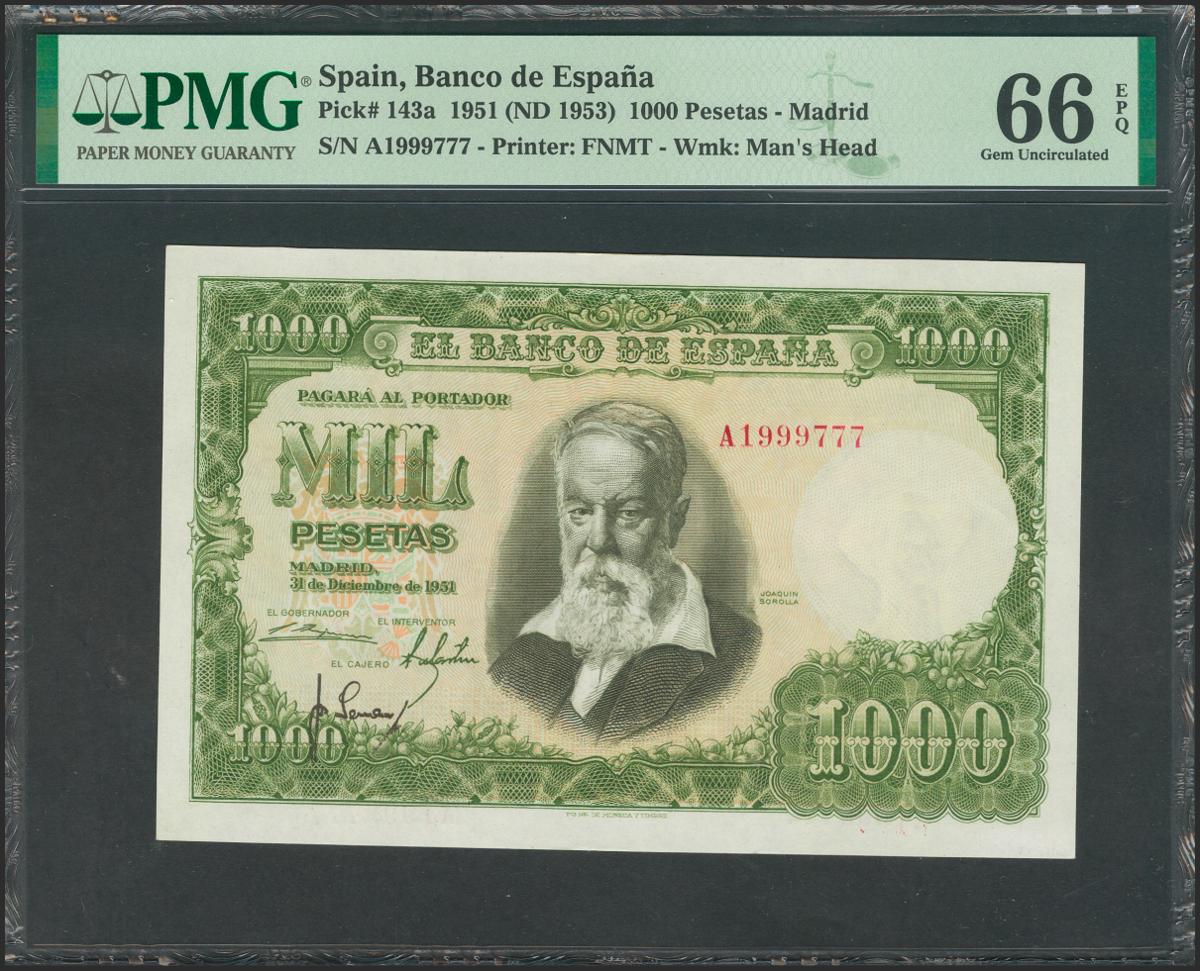 PMG®
PAPER MONEY GUARANTY
Spain, Banco de España
Pick# 143a 1951 (ND 1953) 1000 Pesetas - Madrid
S/N A1999777 - Printer: FNMT - Wmk: Man's Head
66
EPQ
Gem Uncirculated
1000
EL BANCO DE ESPAÑA
1000
PAGARÁ AL PORTADOR
A1999777
MIL
PESETAS
MADRID,
31 de Diciembre de 1951
JOAQUIN
SOROLLA
EL GOBERNADOR
EL INTERVENTOR
EL CAJERO
1000
1000